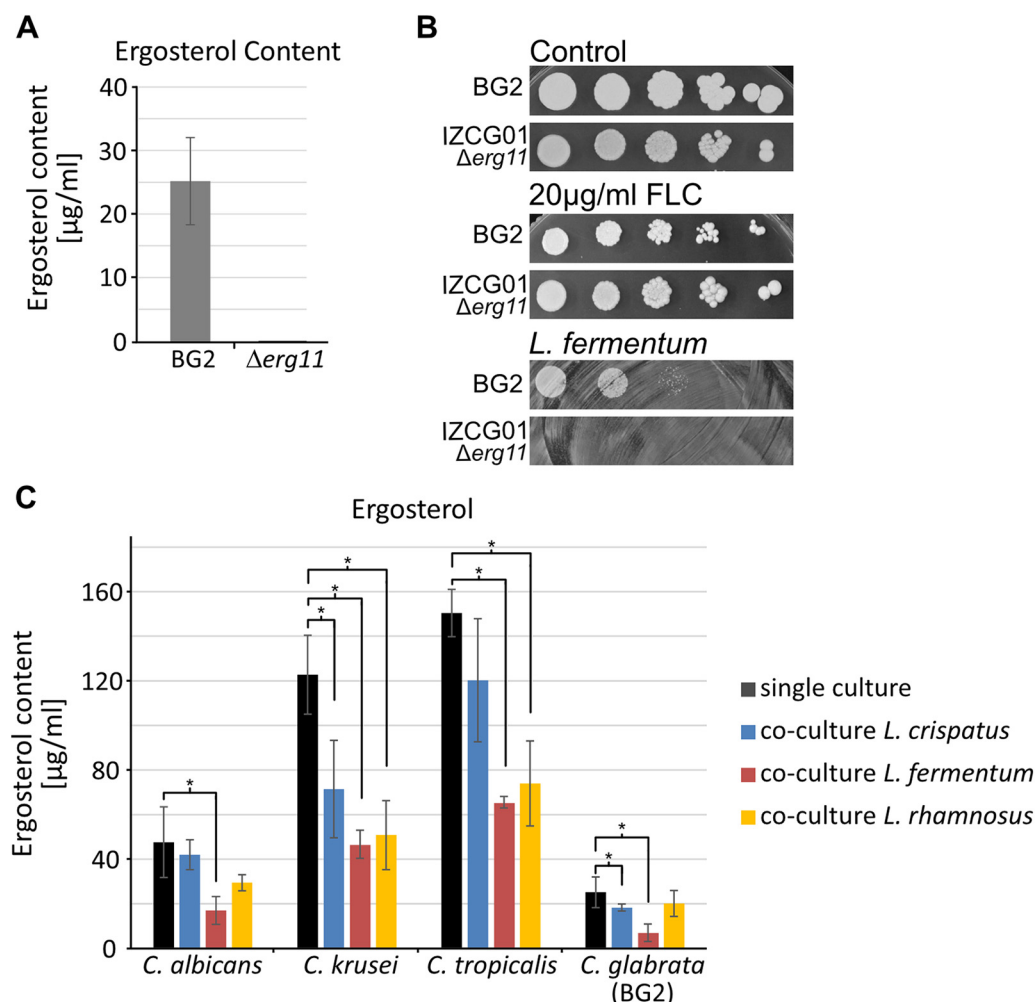 A
Ergosterol Content
Ergosterol content
[µg/ml]
40
30
20
10
0
BG2
Δerg11
B
Control
BG2
IZCG01
Δerg11
20µg/ml FLC
BG2
IZCG01
Δerg11
L. fermentum
BG2
IZCG01
Δerg11
C
Ergosterol
Ergosterol content
[µg/ml]
160
120
80
40
0
*
*
*
*
*
*
*
*
C. albicans
C. krusei
C. tropicalis
C. glabrata
(BG2)
single culture
co-culture L. crispatus
co-culture L. fermentum
co-culture L. rhamnosus